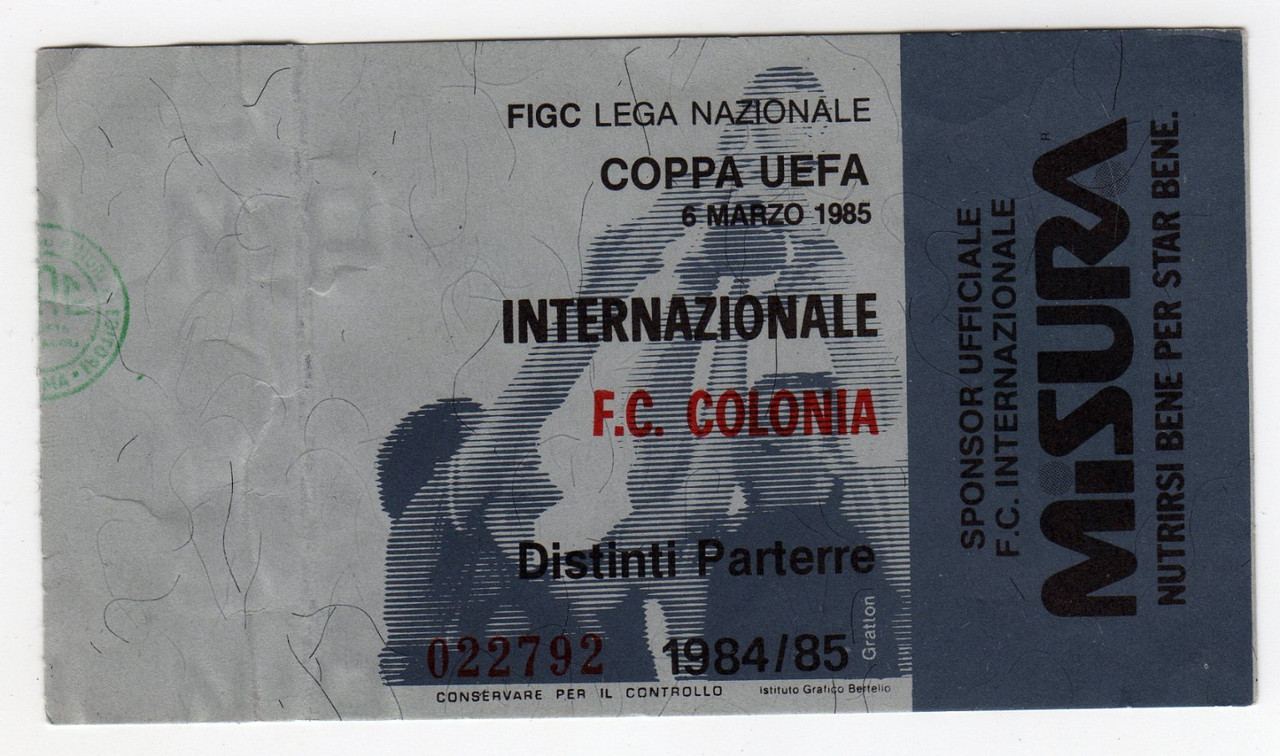 FIGC LEGA NAZIONALE
COPPA UEFA
6 MARZO 1985
INTERNAZIONALE
F.C. COLONIA
Distinti Parterre
022792 1984/85
Gratton
CONSERVARE PER IL CONTROLLO Istituto Grafico Bertello
SPONSOR UFFICIALE
F.C. INTERNAZIONALE
MiSURA R
NUTRIRSI BENE PER STAR BENE.